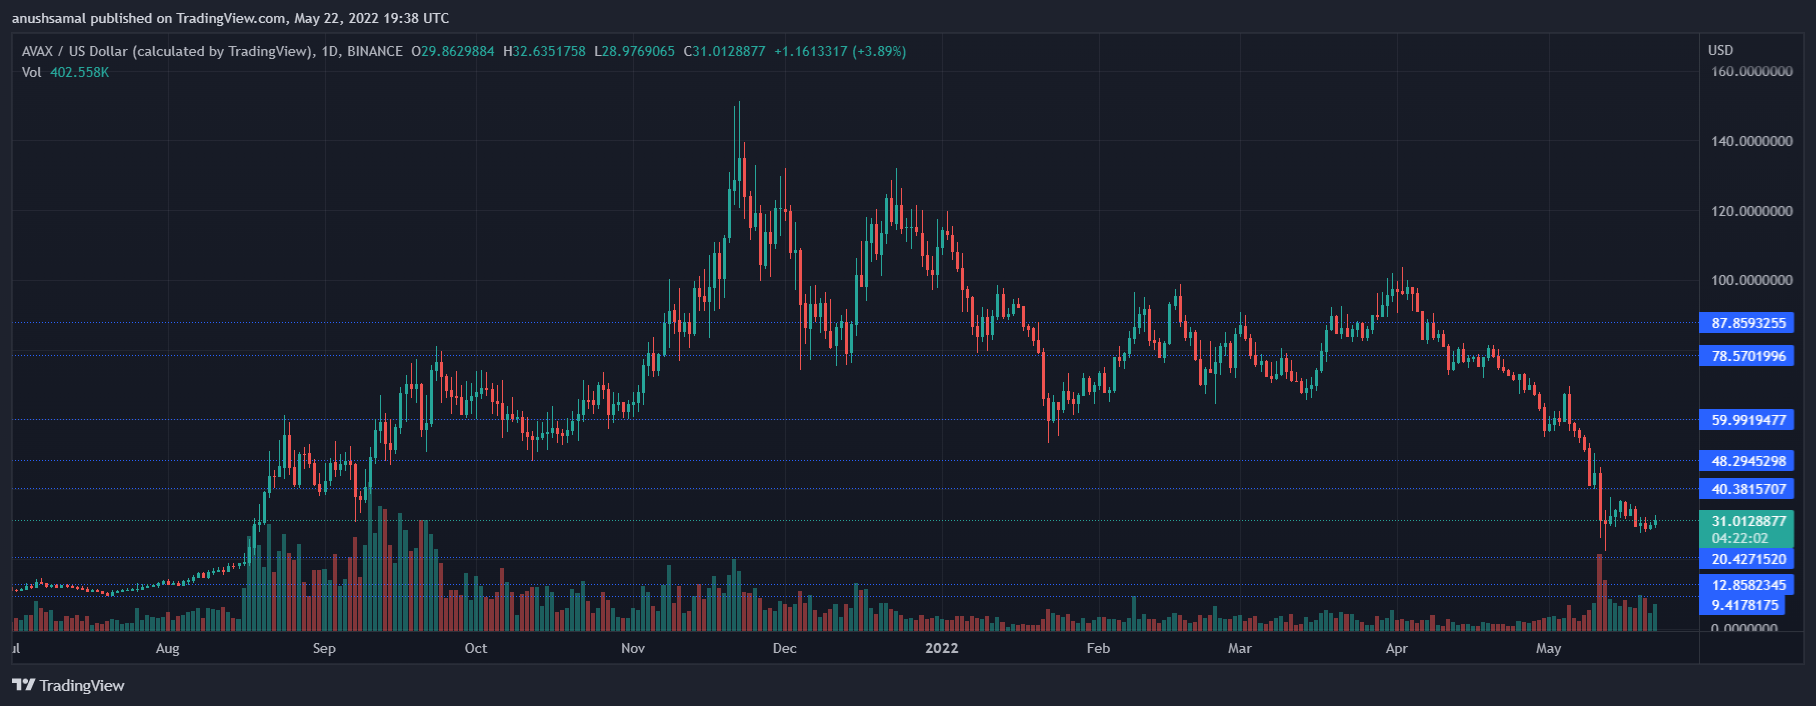 anushsamal published on TradingView.com, May 22, 2022 19:38 UTC
AVAX / US Dollar (calculated by TradingView), 1D, BINANCE O29.8629884 H32.6351758 L28.9769065 C31.0128877 +1.1613317 (+3.89%)
Vol 402.558K
USD
160.0000000
140.0000000
120.0000000
100.0000000
87.8593255
78.5701996
59.9919477
48.2945298
40.3815707
31.0128877
04:22:02
20.4271520
12.8582345
9.4178175
0.0000000
ul Aug Sep Oct Nov Dec 2022 Feb Mar Apr May
TradingView